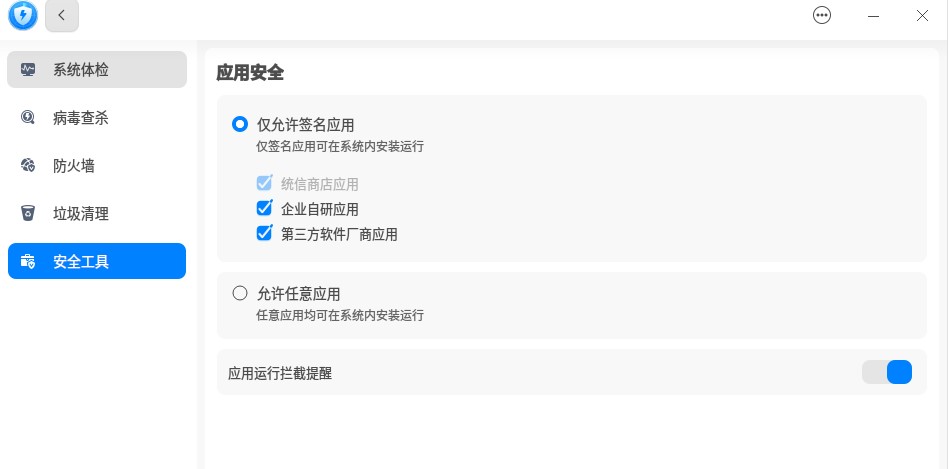 系统体检
病毒查杀
防火墙
垃圾清理
安全工具
应用安全
仅允许签名应用
仅签名应用可在系统内安装运行
统信商店应用
企业自研应用
第三方软件厂商应用
允许任意应用
任意应用均可在系统内安装运行
应用运行拦截提醒